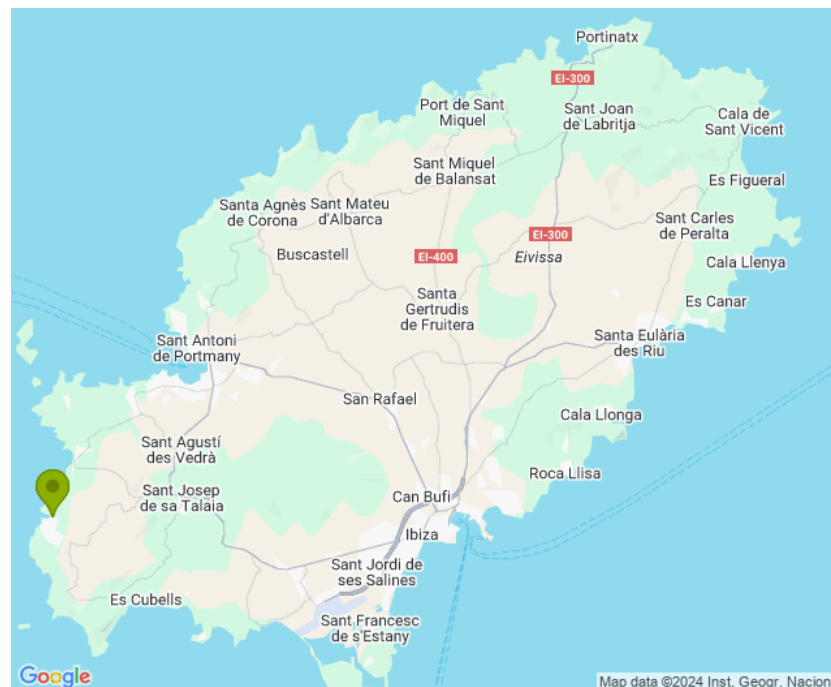 Portinatx
EI-300
Port de Sant
Miquel
Sant Joan
de Labritja
Cala de
Sant Vicent
Sant Miquel
de Balansat
Es Figueral
Santa Agnès
de Corona
Sant Mateu
d'Albarca
Sant Carles
de Peralta
EI-300
Buscastell
EI-400
Eivissa
Cala Llenya
Santa
Gertrudis
de Fruitera
Es Canar
Sant Antoni
de Portmany
Santa Eulària
des Riu
San Rafael
Cala Llonga
Sant Agustí
des Vedrà
Roca Llisa
Sant Josep
de sa Talaia
Can Bufí
Ibiza
Sant Jordi de
ses Salines
Es Cubells
Sant Francesc
de s'Estany
Google
Map data ©2024 Inst. Geogr. Nacion